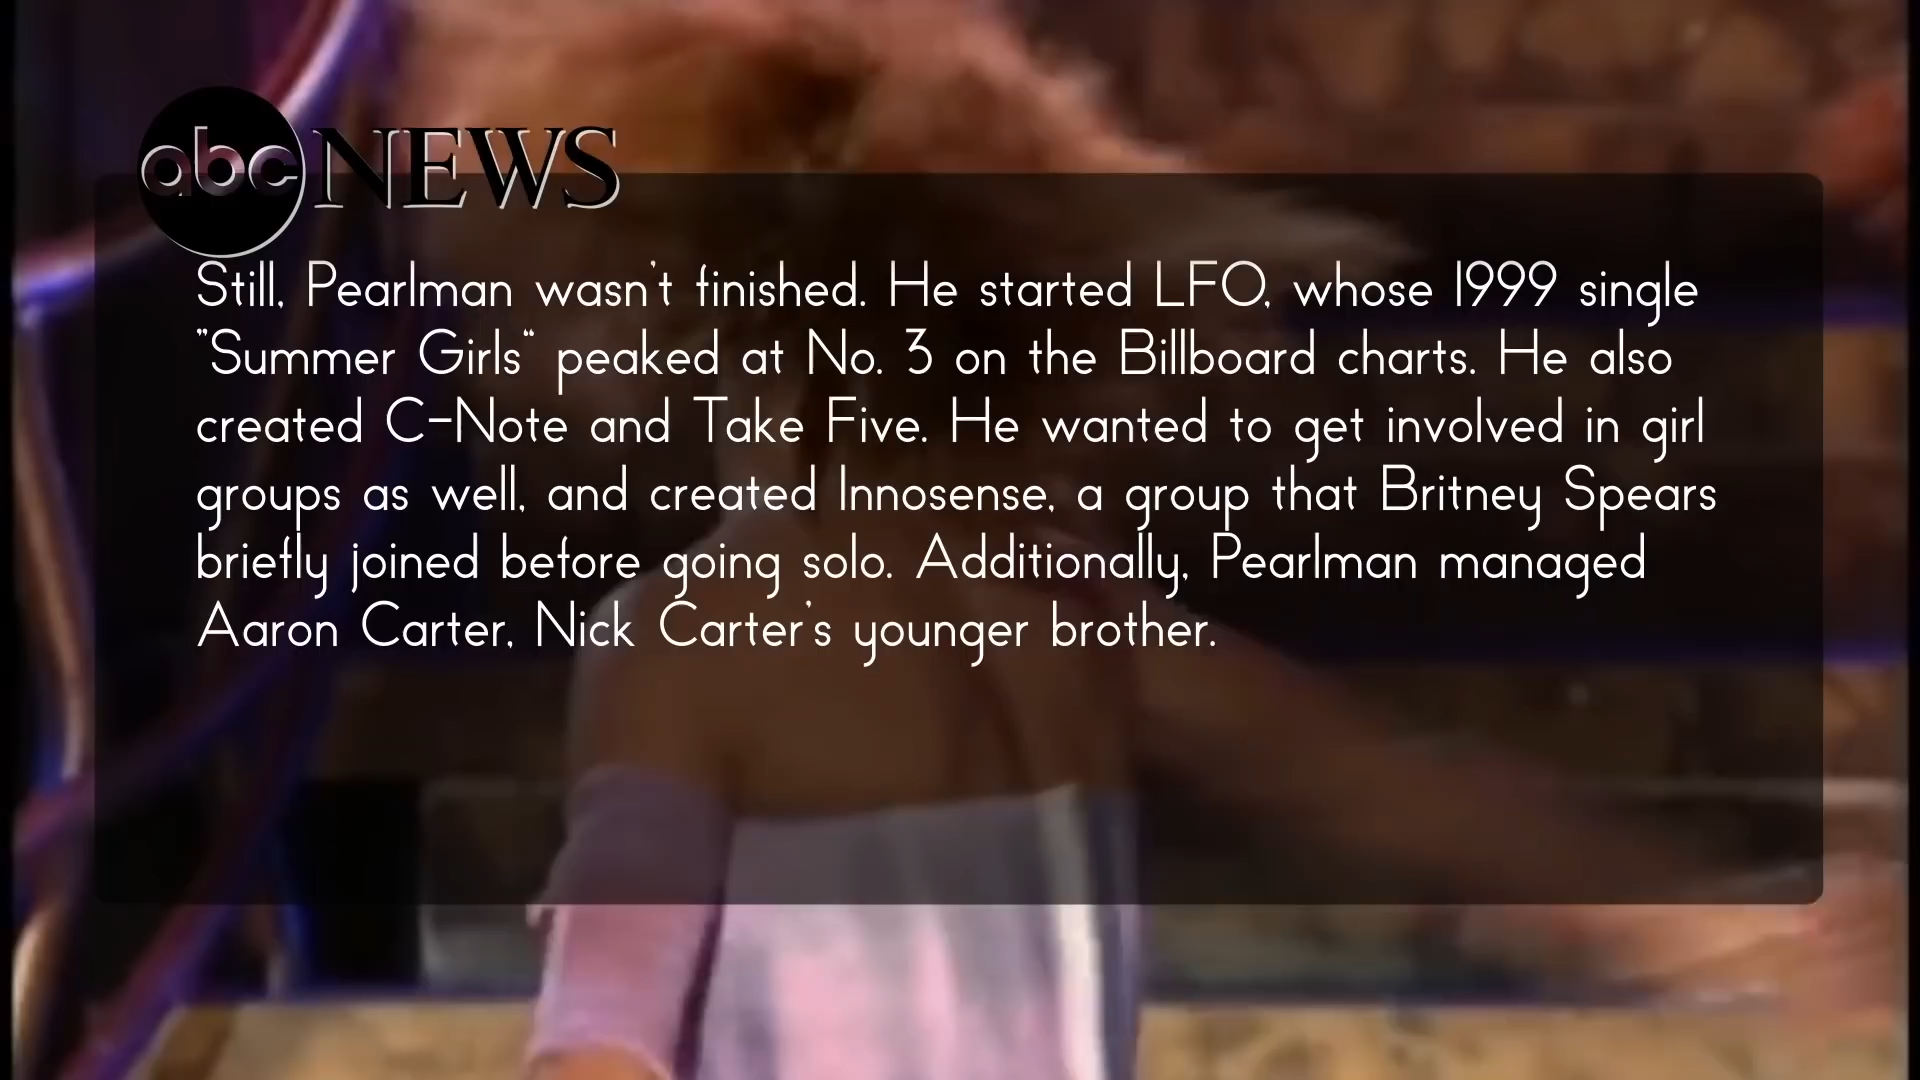 abc NEWS
Still, Pearlman wasn't finished. He started LFO, whose 1999 single
"Summer Girls" peaked at No. 3 on the Billboard charts. He also
created C-Note and Take Five. He wanted to get involved in girl
groups as well, and created Innosense, a group that Britney Spears
briefly joined before going solo. Additionally, Pearlman managed
Aaron Carter, Nick Carter's younger brother.